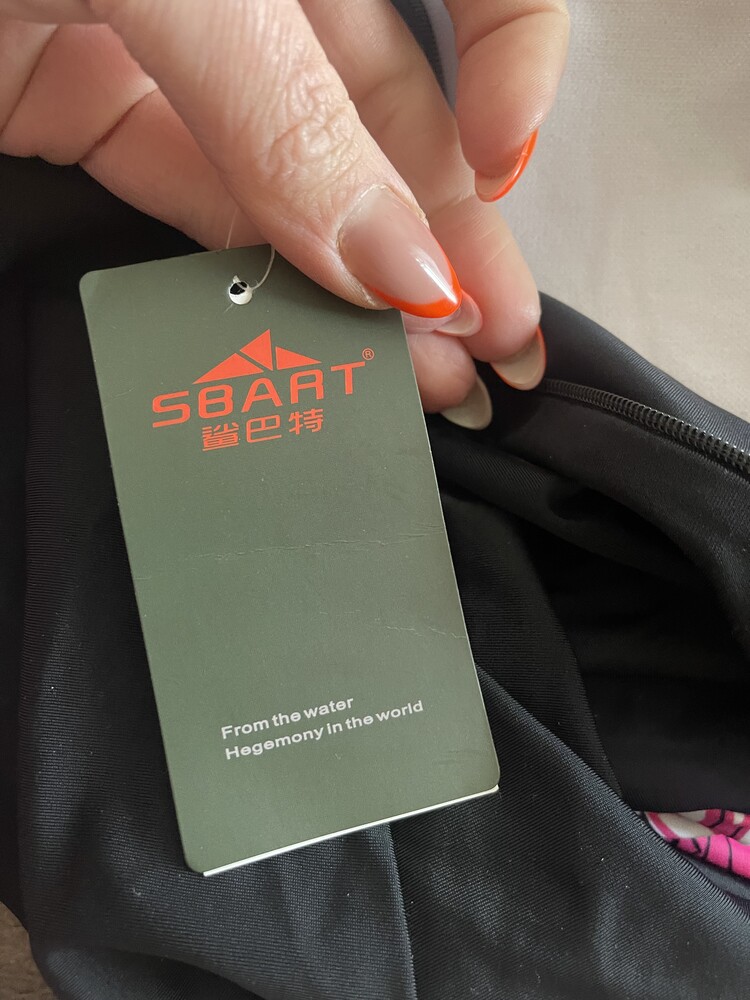 SBART®
鲨巴特
From the water
Hegemony in the world